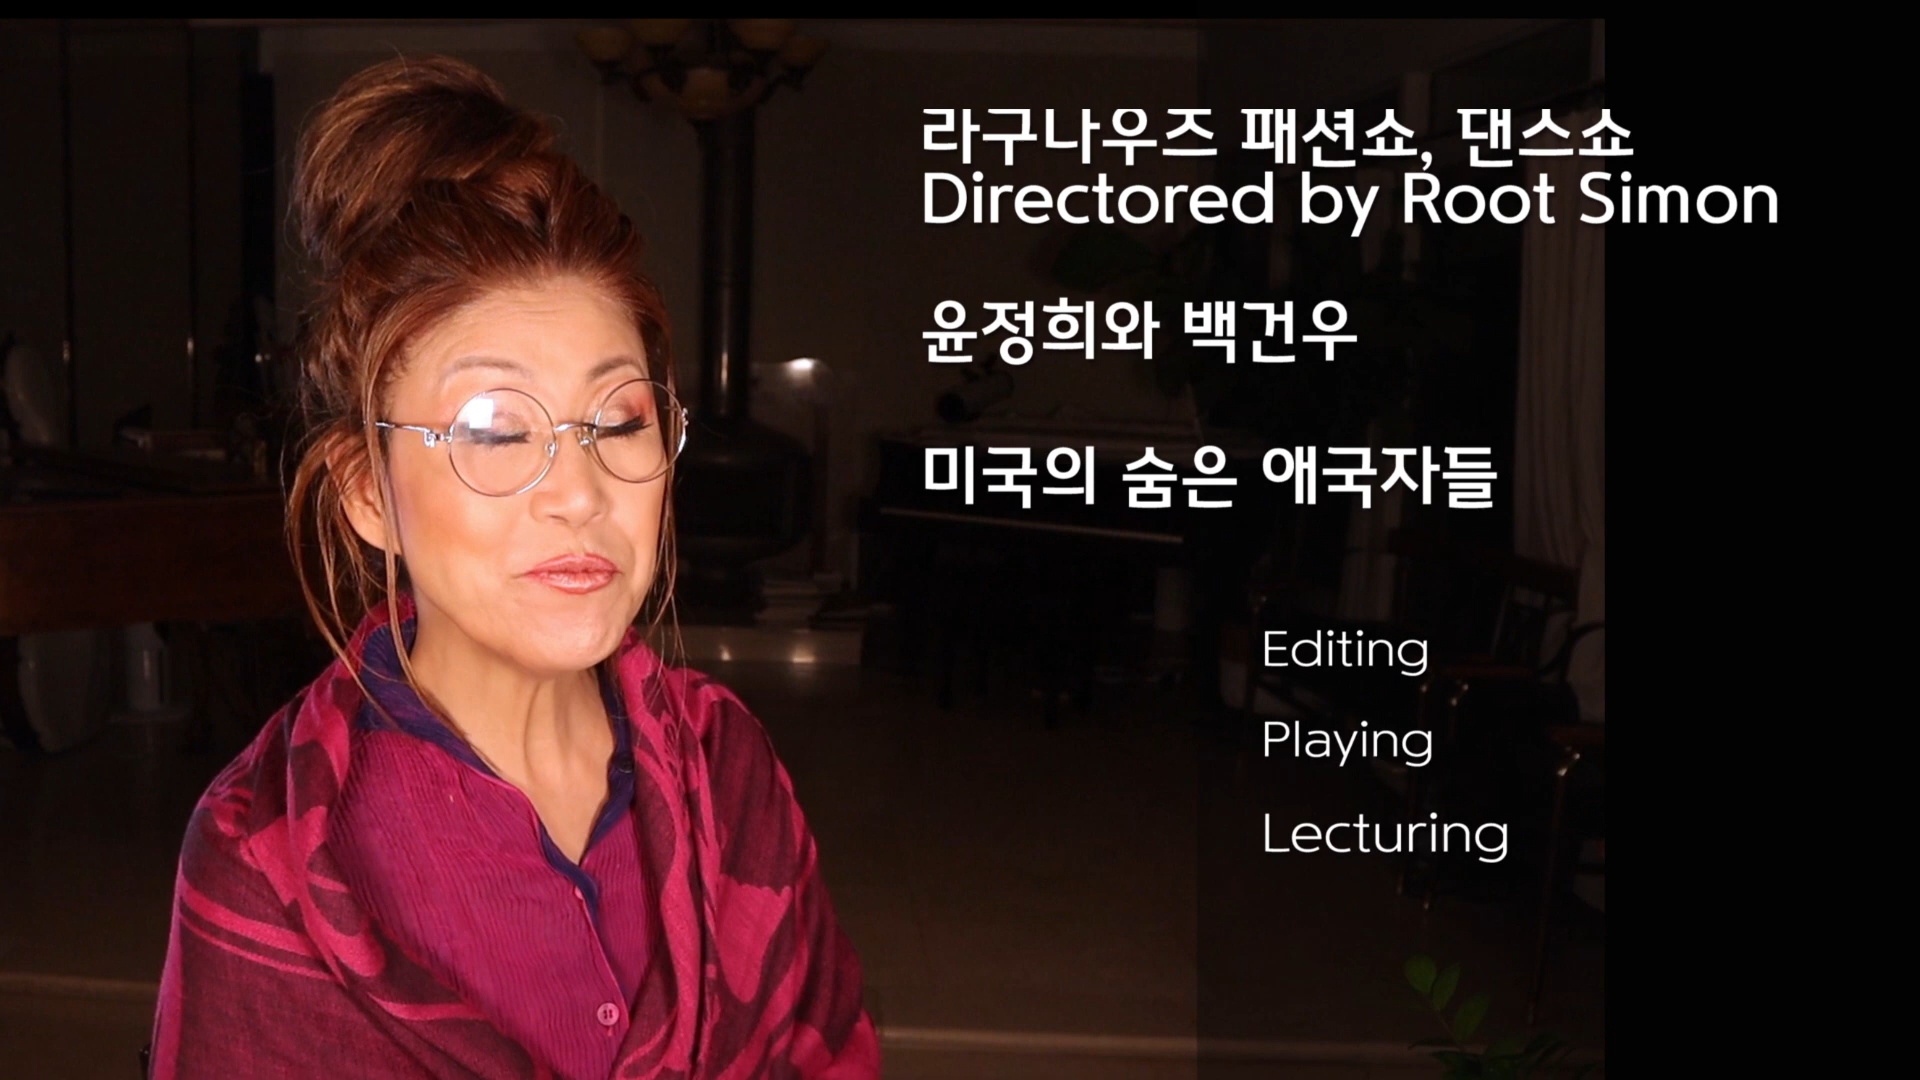 라구나우즈 패션쇼, 댄스쇼
Directored by Root Simon
윤정희와 백건우
미국의 숨은 애국자들
Editing
Playing
Lecturing